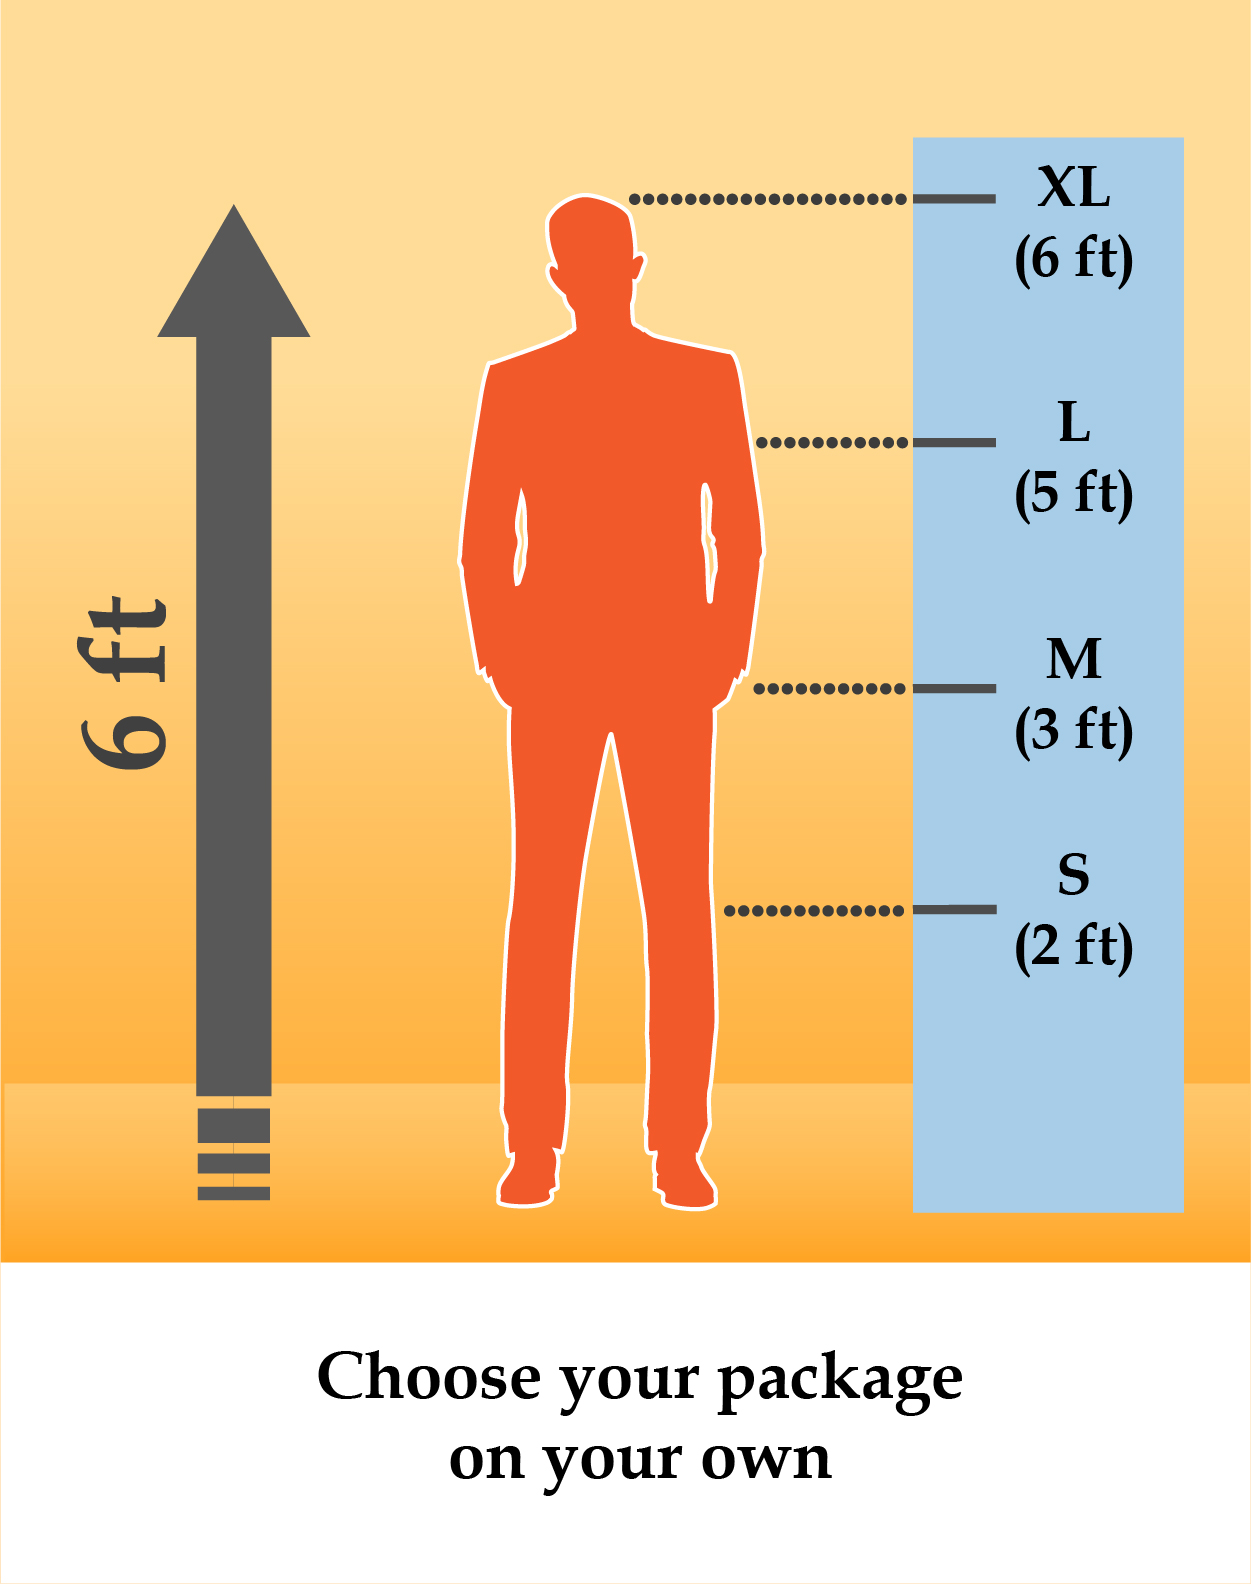 6 ft
XL
(6 ft)
L
(5 ft)
M
(3 ft)
S
(2 ft)
Choose your package
on your own